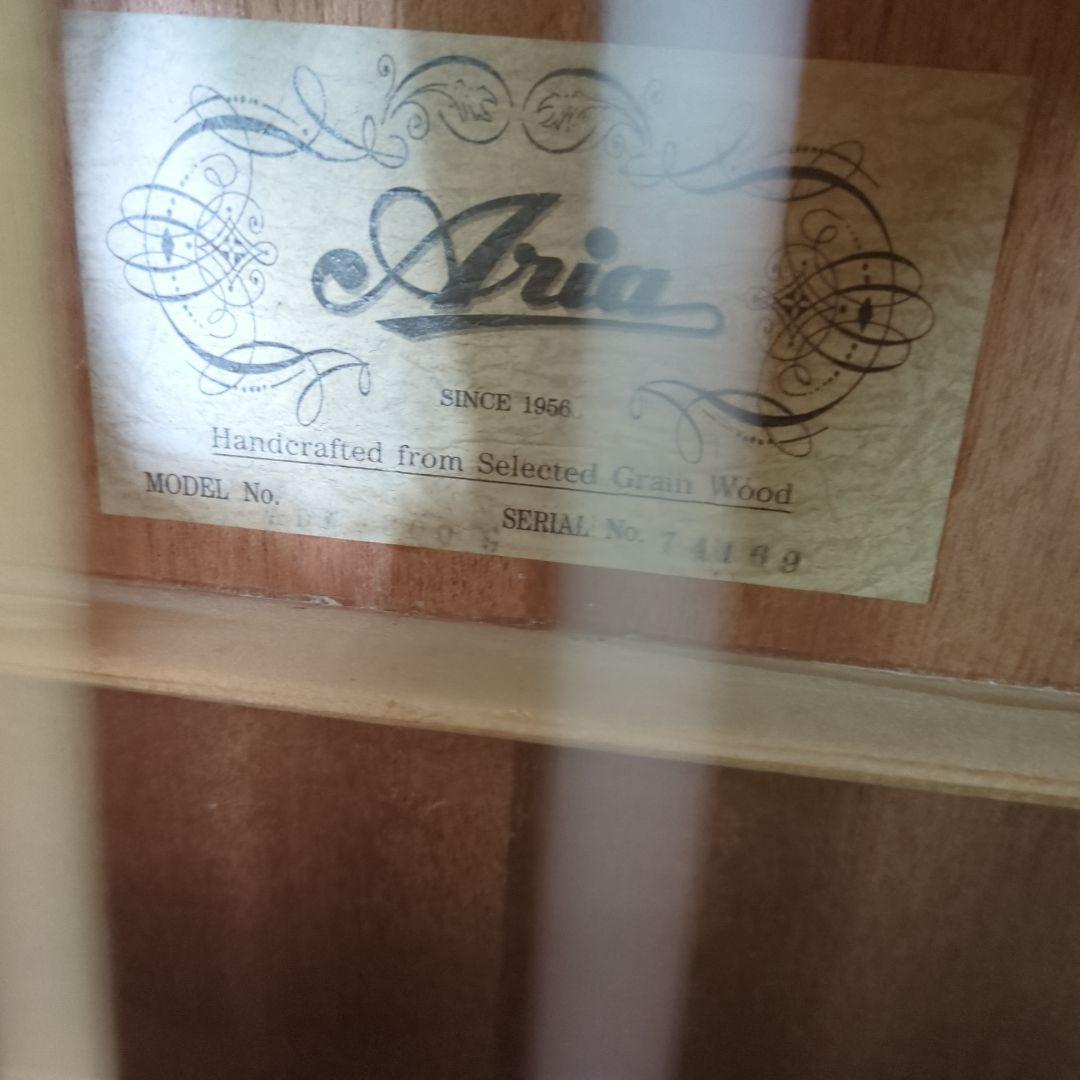 Aria
SINCE 1956
Handcrafted from Selected Grain Wood
MODEL No.
SERIAL No. 74169